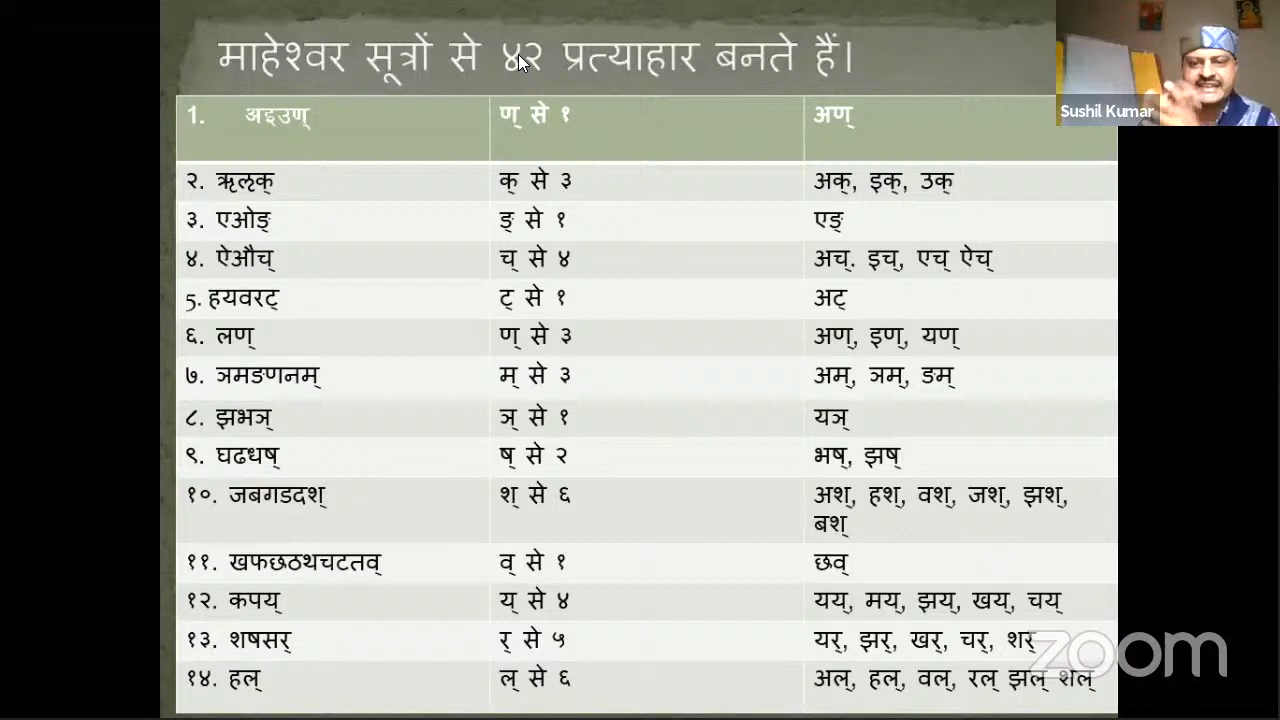 माहेश्वर सूत्रों से ४२ प्रत्याहार बनते हैं।
Sushil Kumar
1. अइउण् ण् से १ अण्
२. ऋलृक् क् से ३ अक्, इक्, उक्
३. एओङ् ङ् से १ एङ्
४. ऐऔच् च् से ४ अच्. इच्, एच् ऐच्
5. हयवरट् ट् से १ अट्
६. लण् ण् से ३ अण्, इण्, यण्
७. ञमङणनम् म् से ३ अम्, ञम्, ङम्
८. झभञ् ञ् से १ यञ्
९. घढधष् ष् से २ भष्, झष्
१०. जबगडदश् श् से ६ अश्, हश्, वश्, जश्, झश्,
बश्
११. खफछठथचटतव् व् से १ छव्
१२. कपय् य् से ४ यय्, मय्, झय्, खय्, चय्
१३. शषसर् र् से ५ यर्, झर्, खर्, चर्, शर्
१४. हल् ल् से ६ अल्, हल्, वल्, रल् झल् शल्
zoom